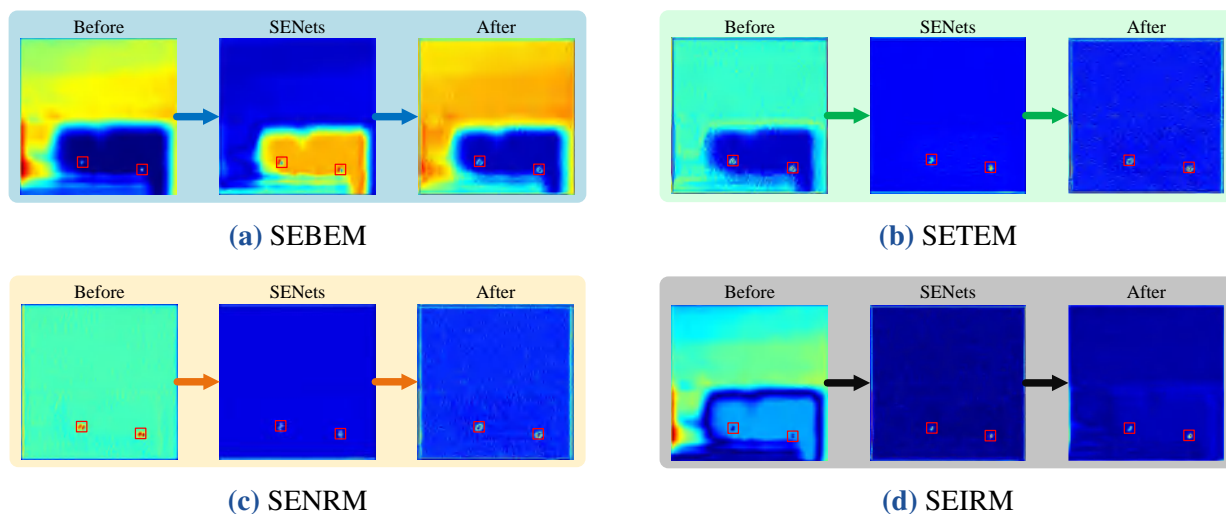 Before SENets After
Before SENets After
(a) SEBEM
(b) SETEM
Before SENets After
Before SENets After
(c) SENRM
(d) SEIRM